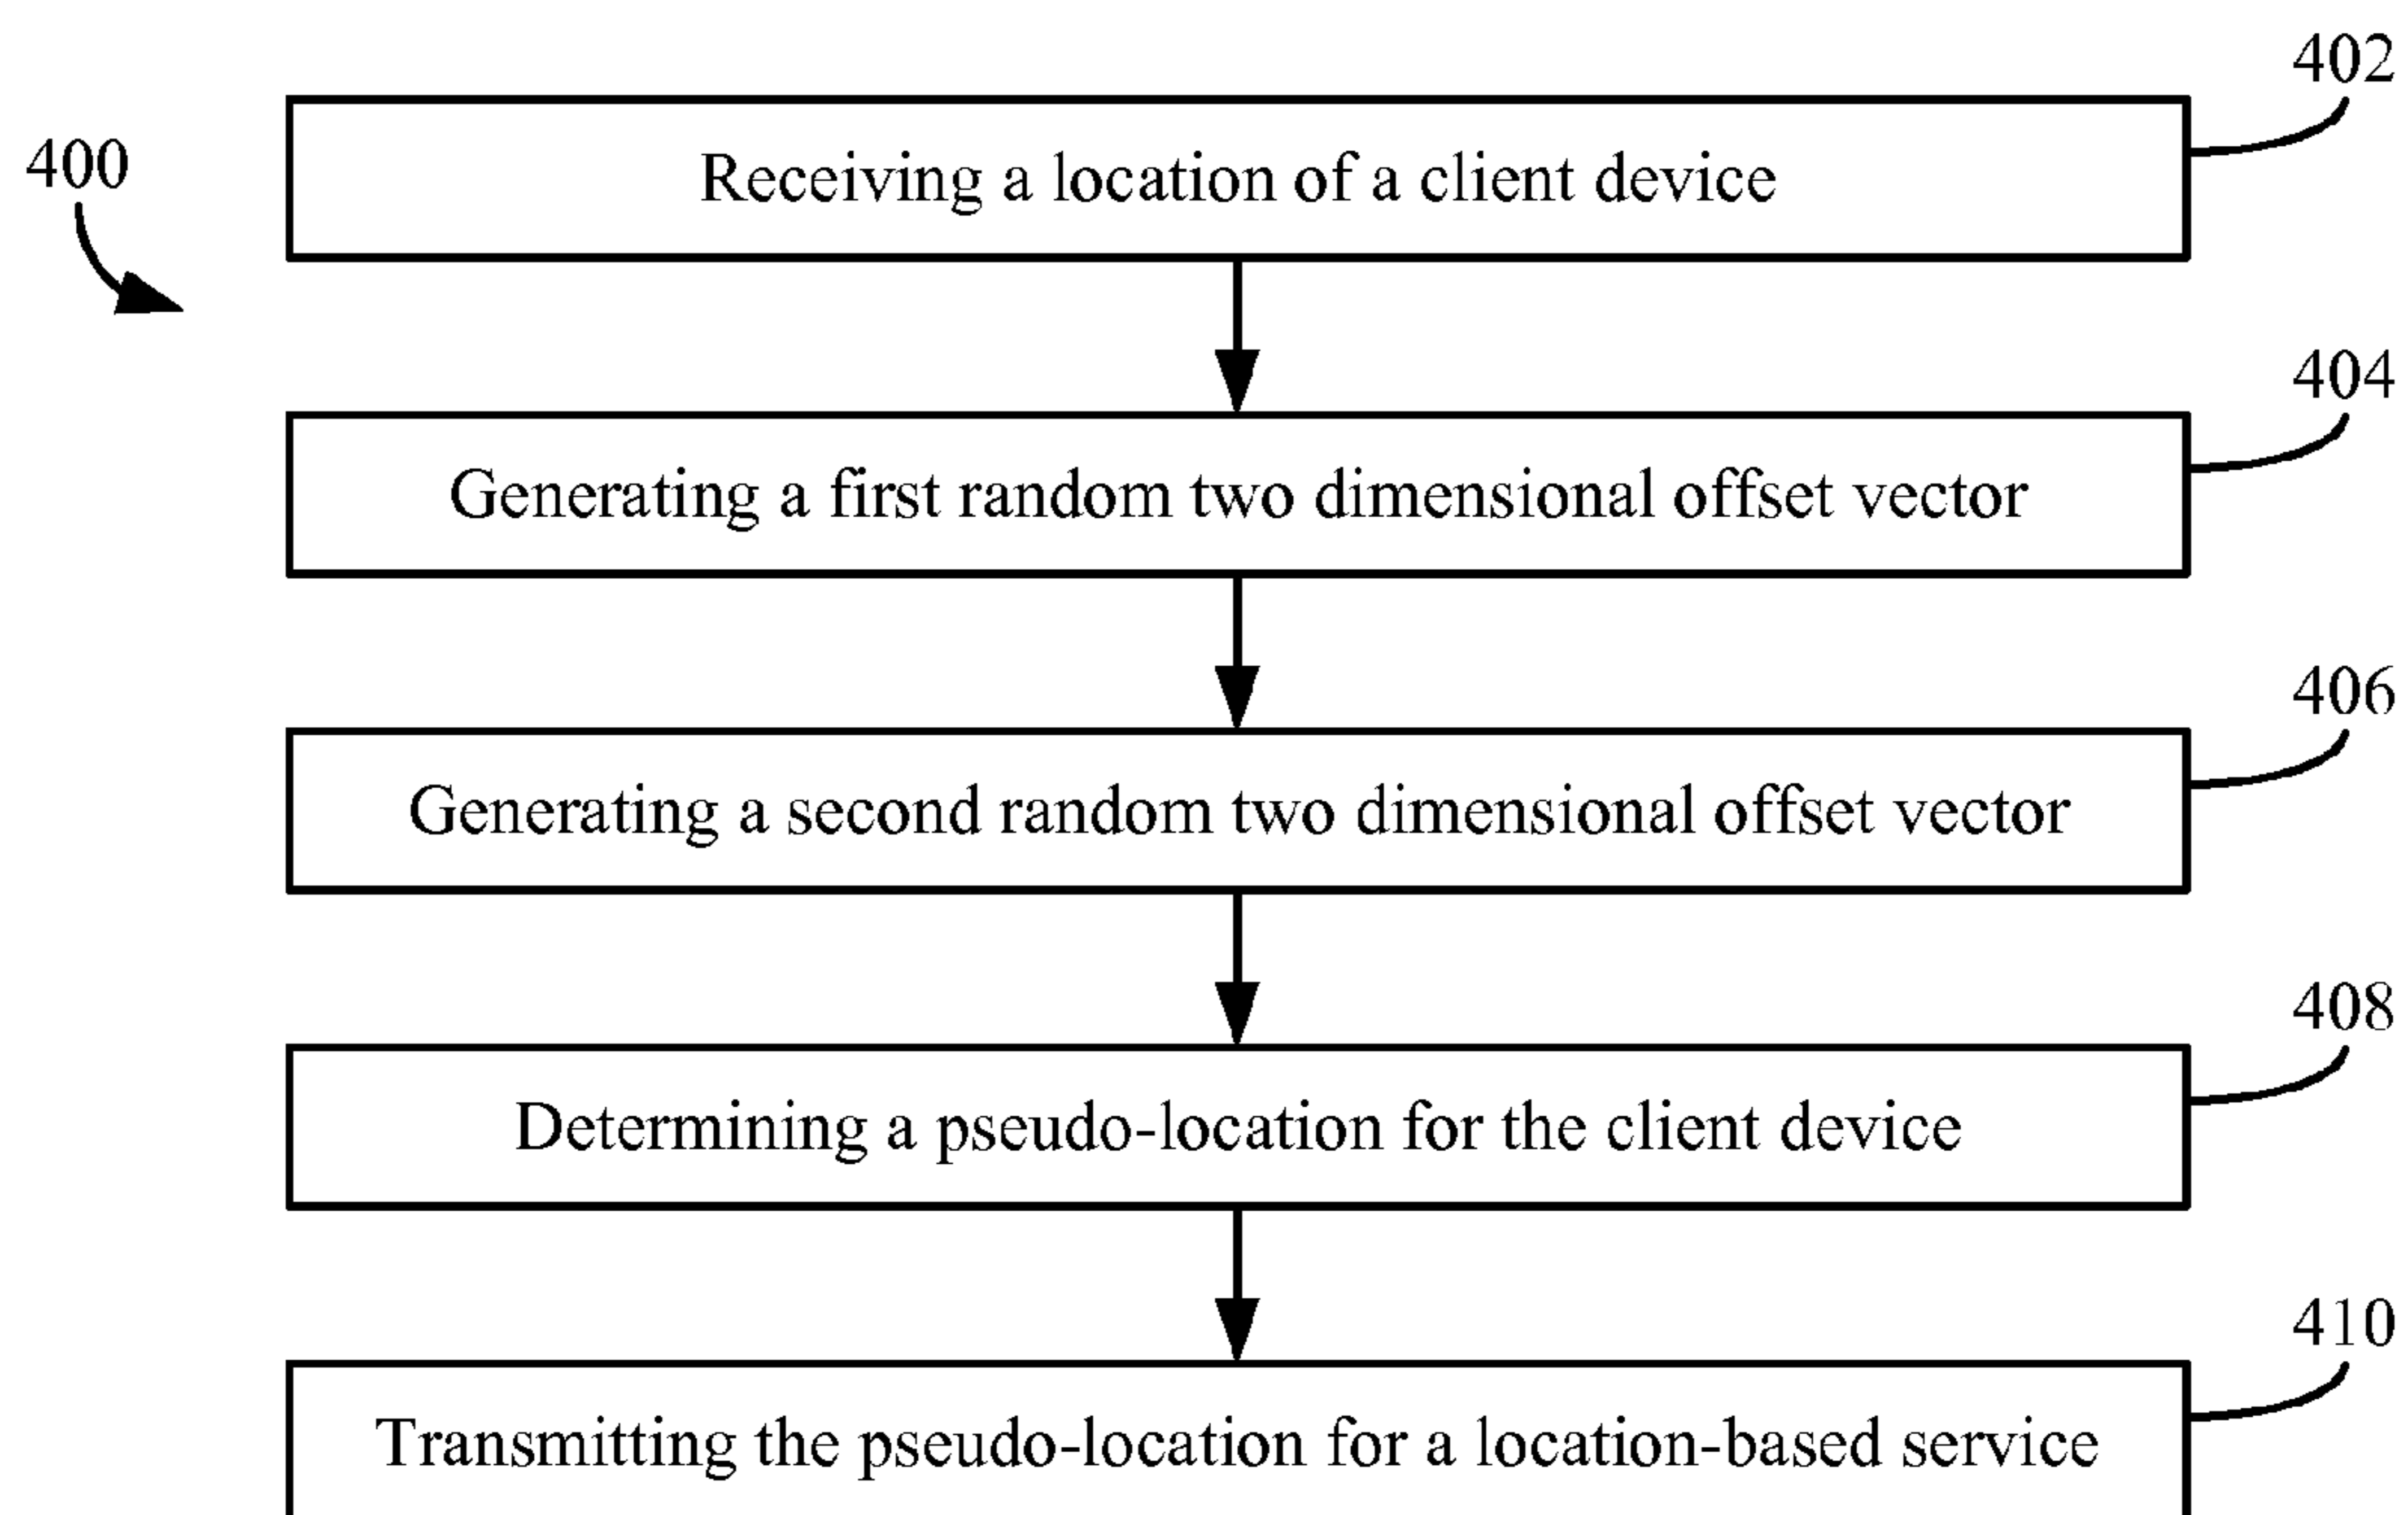 402
400
Receiving a location of a client device
404
Generating a first random two dimensional offset vector
406
Generating a second random two dimensional offset vector
408
Determining a pseudo-location for the client device
410
Transmitting the pseudo-location for a location-based service